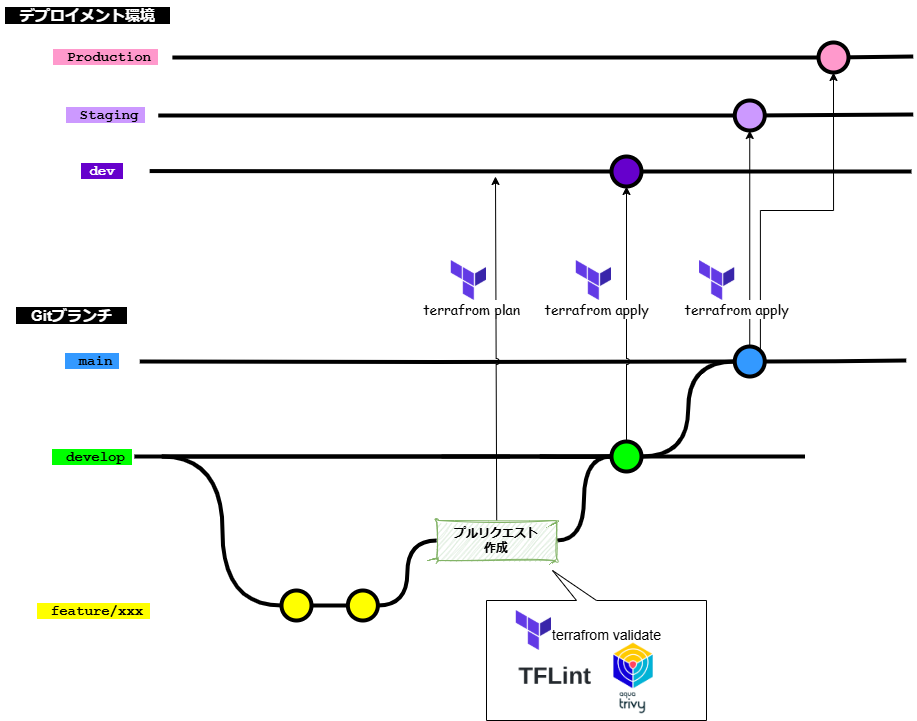 デプロイメント環境
Production
Staging
dev
terrafrom plan
terrafrom apply
terrafrom apply
Gitブランチ
main
develop
プルリクエスト
作成
feature/xxx
terrafrom validate
TFLint
aqua
trivy